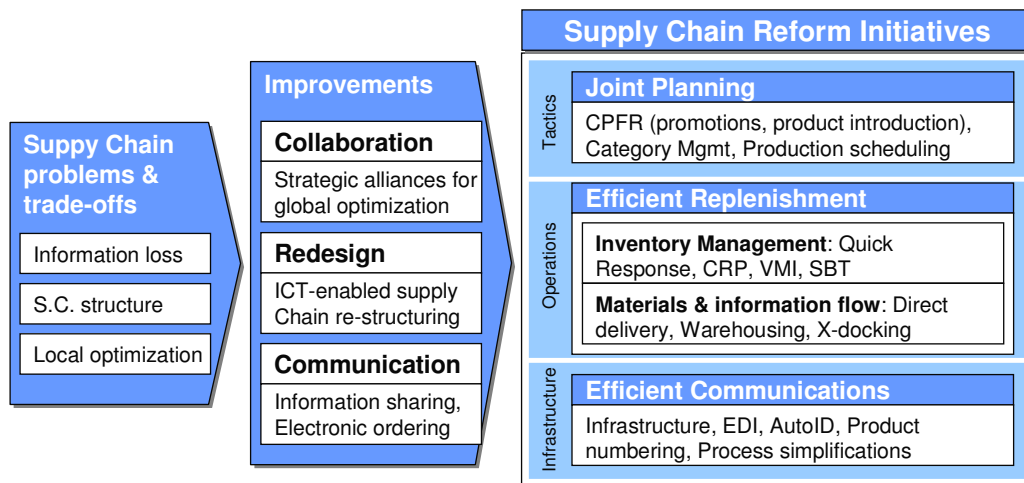 Suppy Chain
problems &
trade-offs
Information loss
S.C. structure
Local optimization
Improvements
Collaboration
Strategic alliances for
global optimization
Redesign
ICT-enabled supply
Chain re-structuring
Communication
Information sharing,
Electronic ordering
Supply Chain Reform Initiatives
Tactics
Joint Planning
CPFR (promotions, product introduction),
Category Mgmt, Production scheduling
Operations
Efficient Replenishment
Inventory Management: Quick
Response, CRP, VMI, SBT
Materials & information flow: Direct
delivery, Warehousing, X-docking
Infrastructure
Efficient Communications
Infrastructure, EDI, AutoID, Product
numbering, Process simplifications